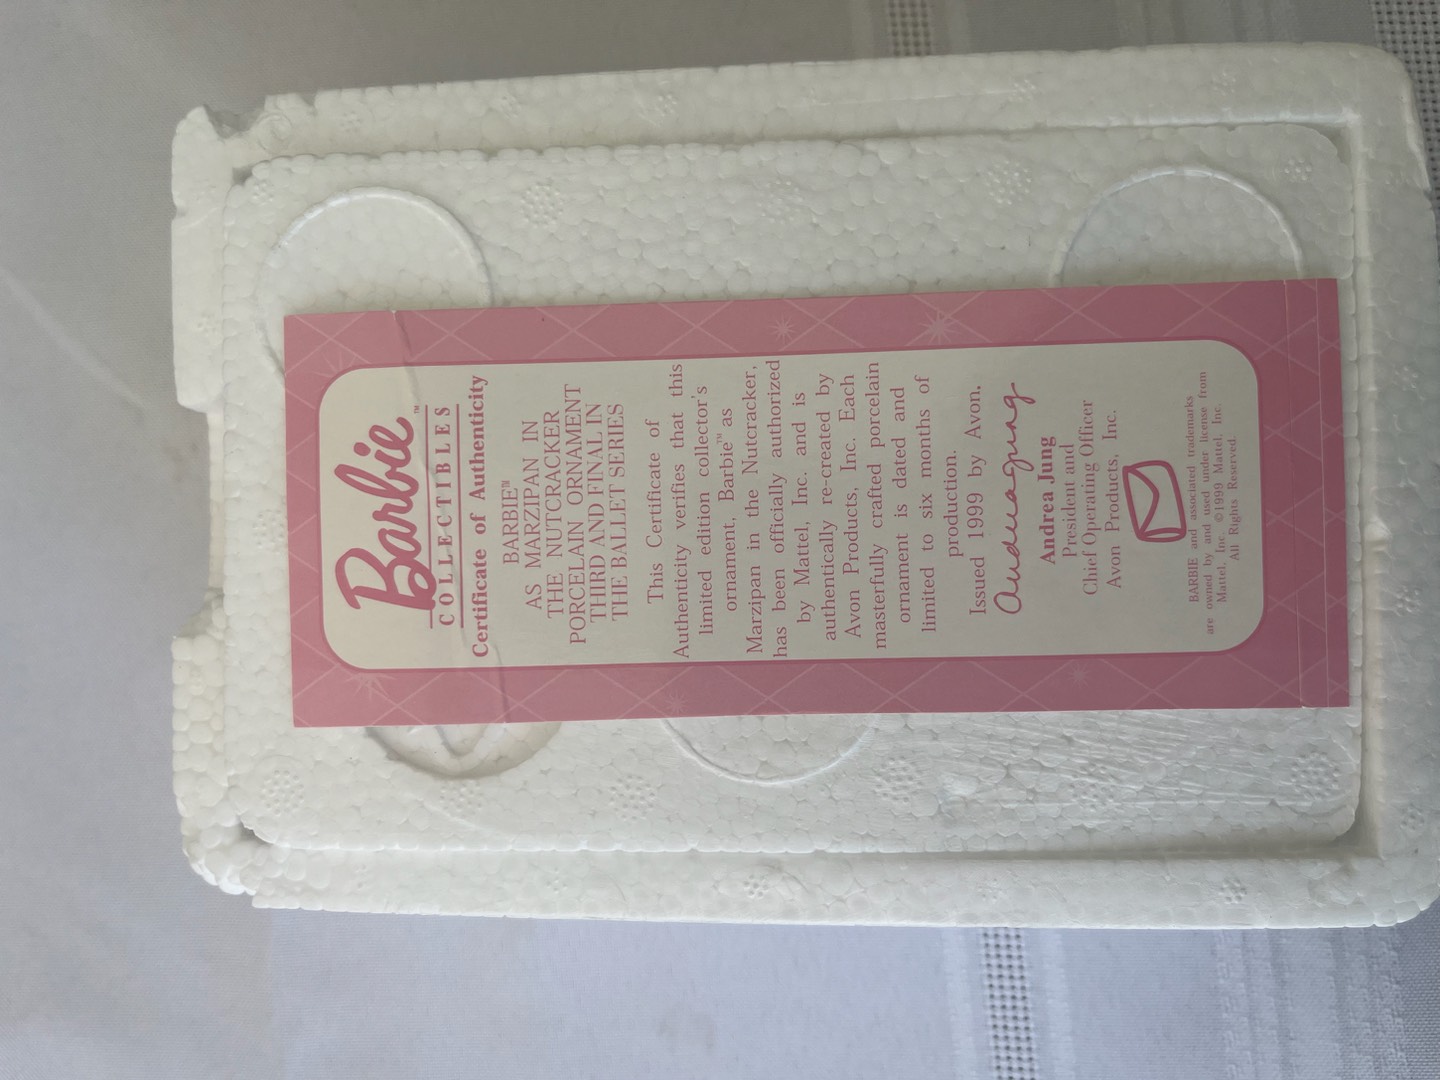 Barbie™
COLLECTIBLES
Certificate of Authenticity
BARBIE™
AS MARZIPAN IN
THE NUTCRACKER
PORCELAIN ORNAMENT
THIRD AND FINAL IN
THE BALLET SERIES
This Certificate of
Authenticity verifies that this
limited edition collector's
ornament, Barbie™ as
Marzipan in the Nutcracker,
has been officially authorized
by Mattel, Inc. and is
authentically re-created by
Avon Products, Inc. Each
masterfully crafted porcelain
ornament is dated and
limited to six months of
production.
Issued 1999 by Avon.
Andrea Jung
Andrea Jung
President and
Chief Operating Officer
Avon Products, Inc.
BARBIE and associated trademarks
are owned by and used under license from
Mattel, Inc. ©1999 Mattel, Inc.
All Rights Reserved.